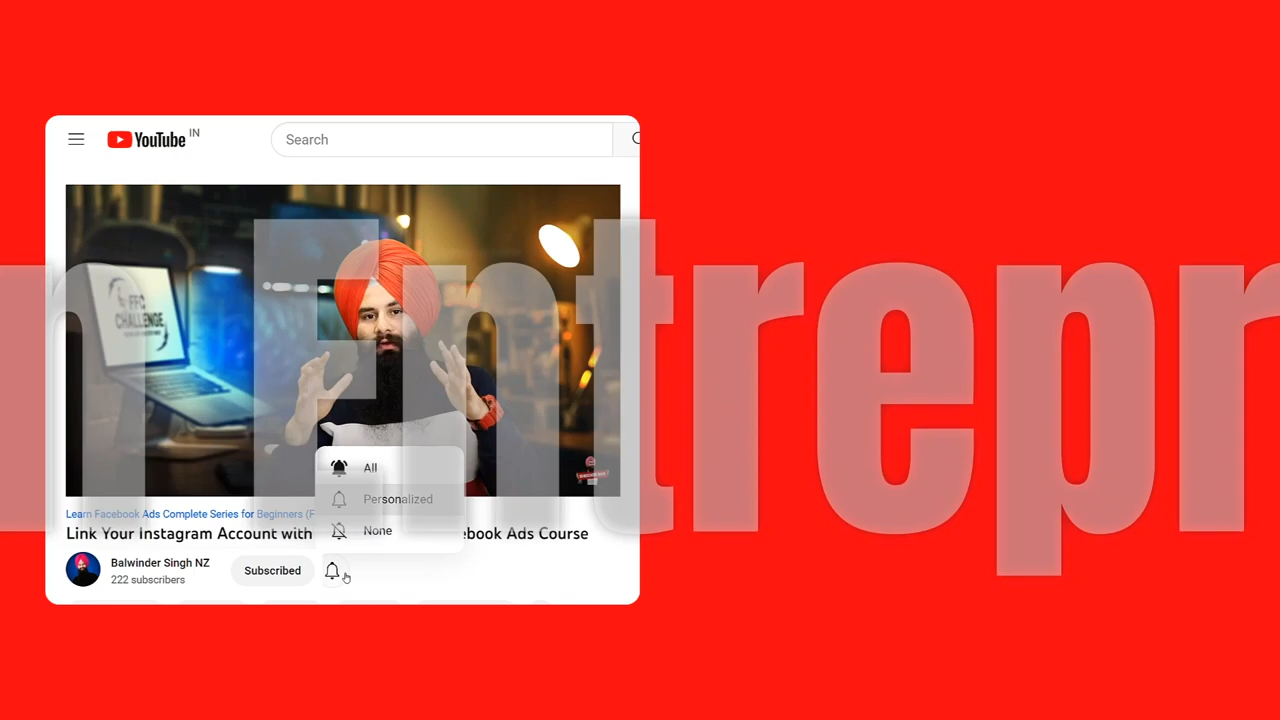 YouTube IN
Search
FFC
CHALLENGE
n Entrepr
All
Personalized
None
Learn Facebook Ads Complete Series for Beginners (F
Link Your Instagram Account with
ebook Ads Course
Balwinder Singh NZ
222 subscribers
Subscribed